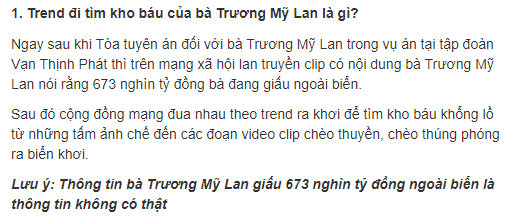 1. Trend đi tìm kho báu của bà Trương Mỹ Lan là gì?
Ngay sau khi Tòa tuyên án đối với bà Trương Mỹ Lan trong vụ án tại tập đoàn
Vạn Thịnh Phát thì trên mạng xã hội lan truyền clip có nội dung bà Trương Mỹ
Lan nói rằng 673 nghìn tỷ đồng bà đang giấu ngoài biển.
Sau đó cộng đồng mạng đua nhau theo trend ra khơi để tìm kho báu khổng lồ
từ những tấm ảnh chế đến các đoạn video clip chèo thuyền, chèo thúng phóng
ra biển khơi.
Lưu ý: Thông tin bà Trương Mỹ Lan giấu 673 nghìn tỷ đồng ngoài biển là
thông tin không có thật